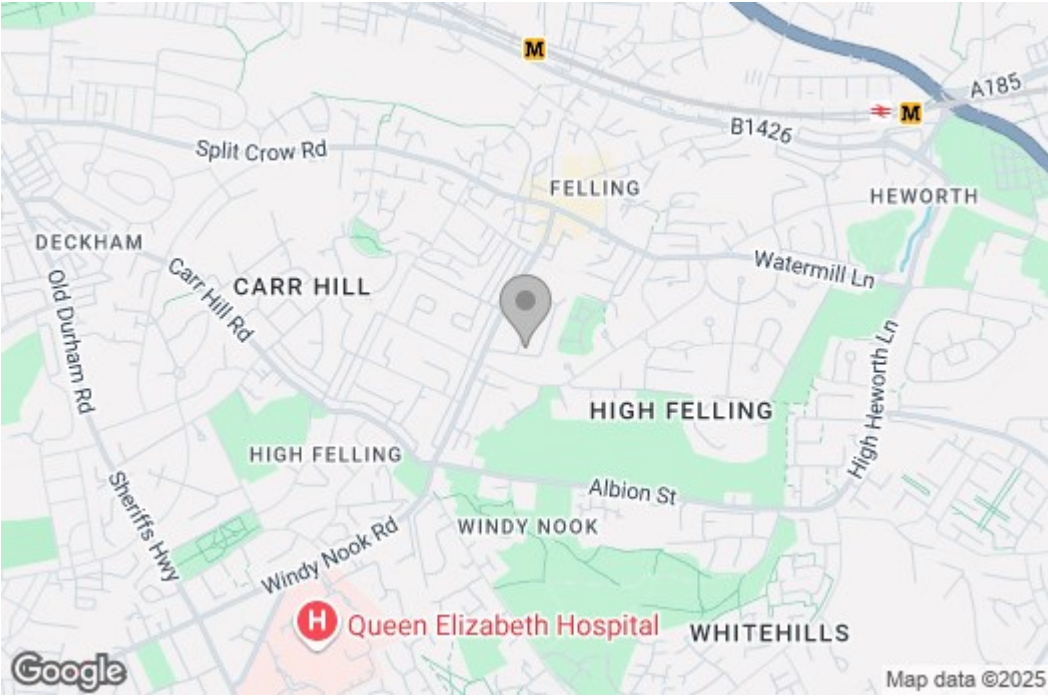 M
A185
M
B1426
Split Crow Rd
FELLING
HEWORTH
DECKHAM
Watermill Ln
CARR HILL
Carr Hill Rd
Old Durham Rd
High Heworth Ln
HIGH FELLING
HIGH FELLING
Albion St
Sheriffs Hwy
WINDY NOOK
Windy Nook Rd
H
Queen Elizabeth Hospital
WHITEHILLS
Google
Map data ©2025